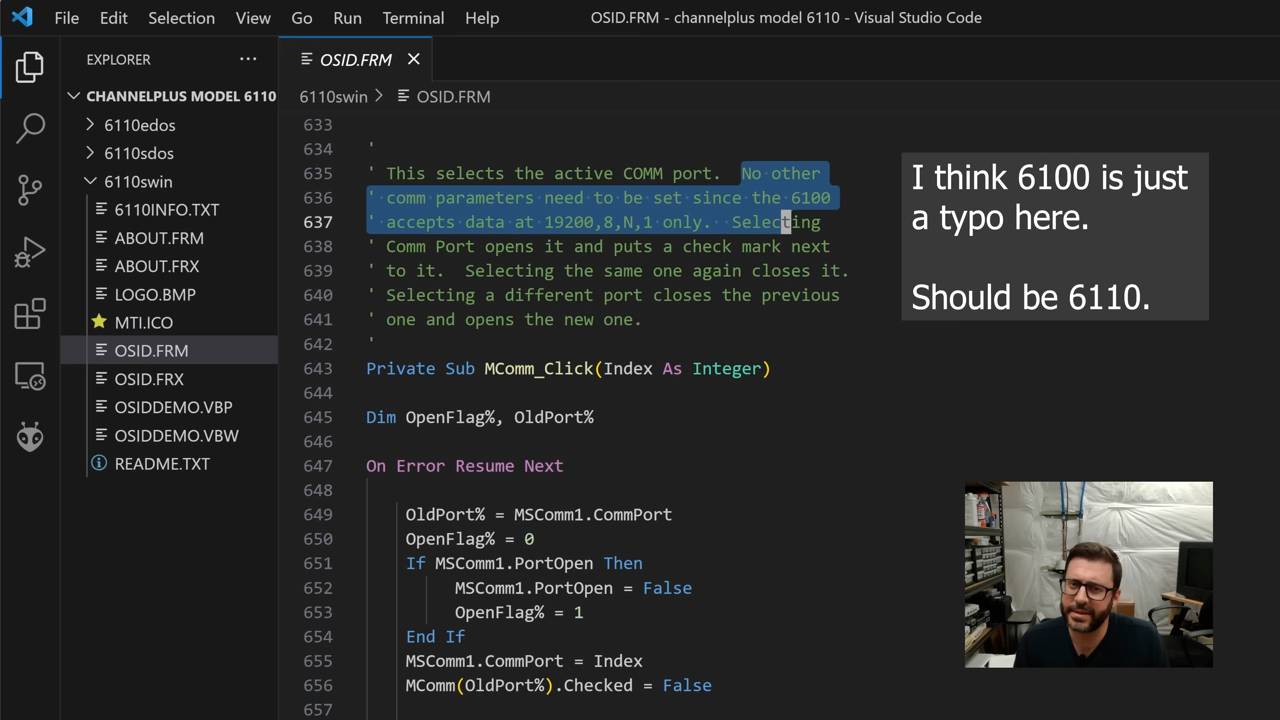 File Edit Selection View Go Run Terminal Help
OSID.FRM - channelplus model 6110 - Visual Studio Code
EXPLORER
CHANNELPLUS MODEL 6110
6110edos
6110sdos
6110swin
6110INFO.TXT
ABOUT.FRM
ABOUT.FRX
LOGO.BMP
MTI.ICO
OSID.FRM
OSID.FRX
OSIDDEMO.VBP
OSIDDEMO.VBW
README.TXT
OSID.FRM
6110swin > OSID.FRM
633
634 '
635 ' This selects the active COMM port.  No other
636 ' comm parameters need to be set since the 6100
637 ' accepts data at 19200,8,N,1 only.  Selecting
638 ' Comm Port opens it and puts a check mark next
639 ' to it.  Selecting the same one again closes it.
640 ' Selecting a different port closes the previous
641 ' one and opens the new one.
642 '
643 Private Sub MComm_Click(Index As Integer)
644
645 Dim OpenFlag%, OldPort%
646
647 On Error Resume Next
648
649 OldPort% = MSComm1.CommPort
650 OpenFlag% = 0
651 If MSComm1.PortOpen Then
652 MSComm1.PortOpen = False
653 OpenFlag% = 1
654 End If
655 MSComm1.CommPort = Index
656 MComm(OldPort%).Checked = False
657
I think 6100 is just
a typo here.
Should be 6110.